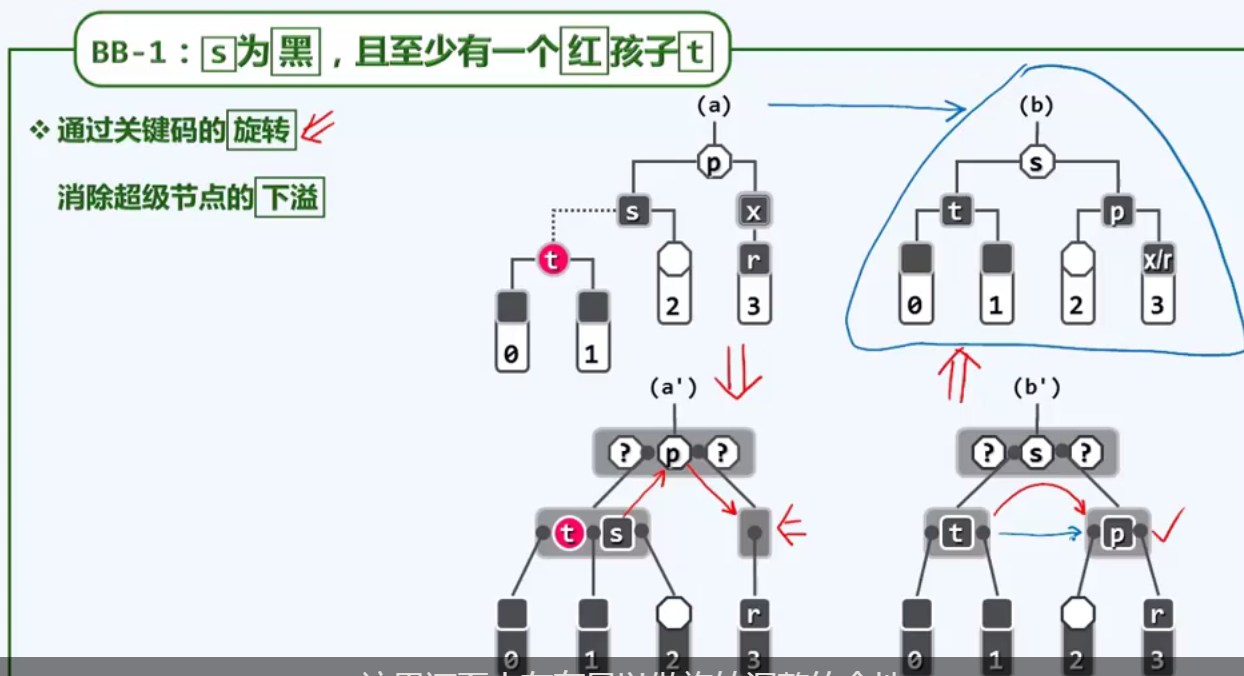 BB-1：s为黑，且至少有一个红孩子t
❖ 通过关键码的旋转
消除超级节点的下溢
(a)
p
s x
t r
2 3
0 1
(b)
s
t p
x/r
0 1 2 3
(a')
? p ?
t s
r
0 1 2 3
(b')
? s ?
t p
r
0 1 2 3